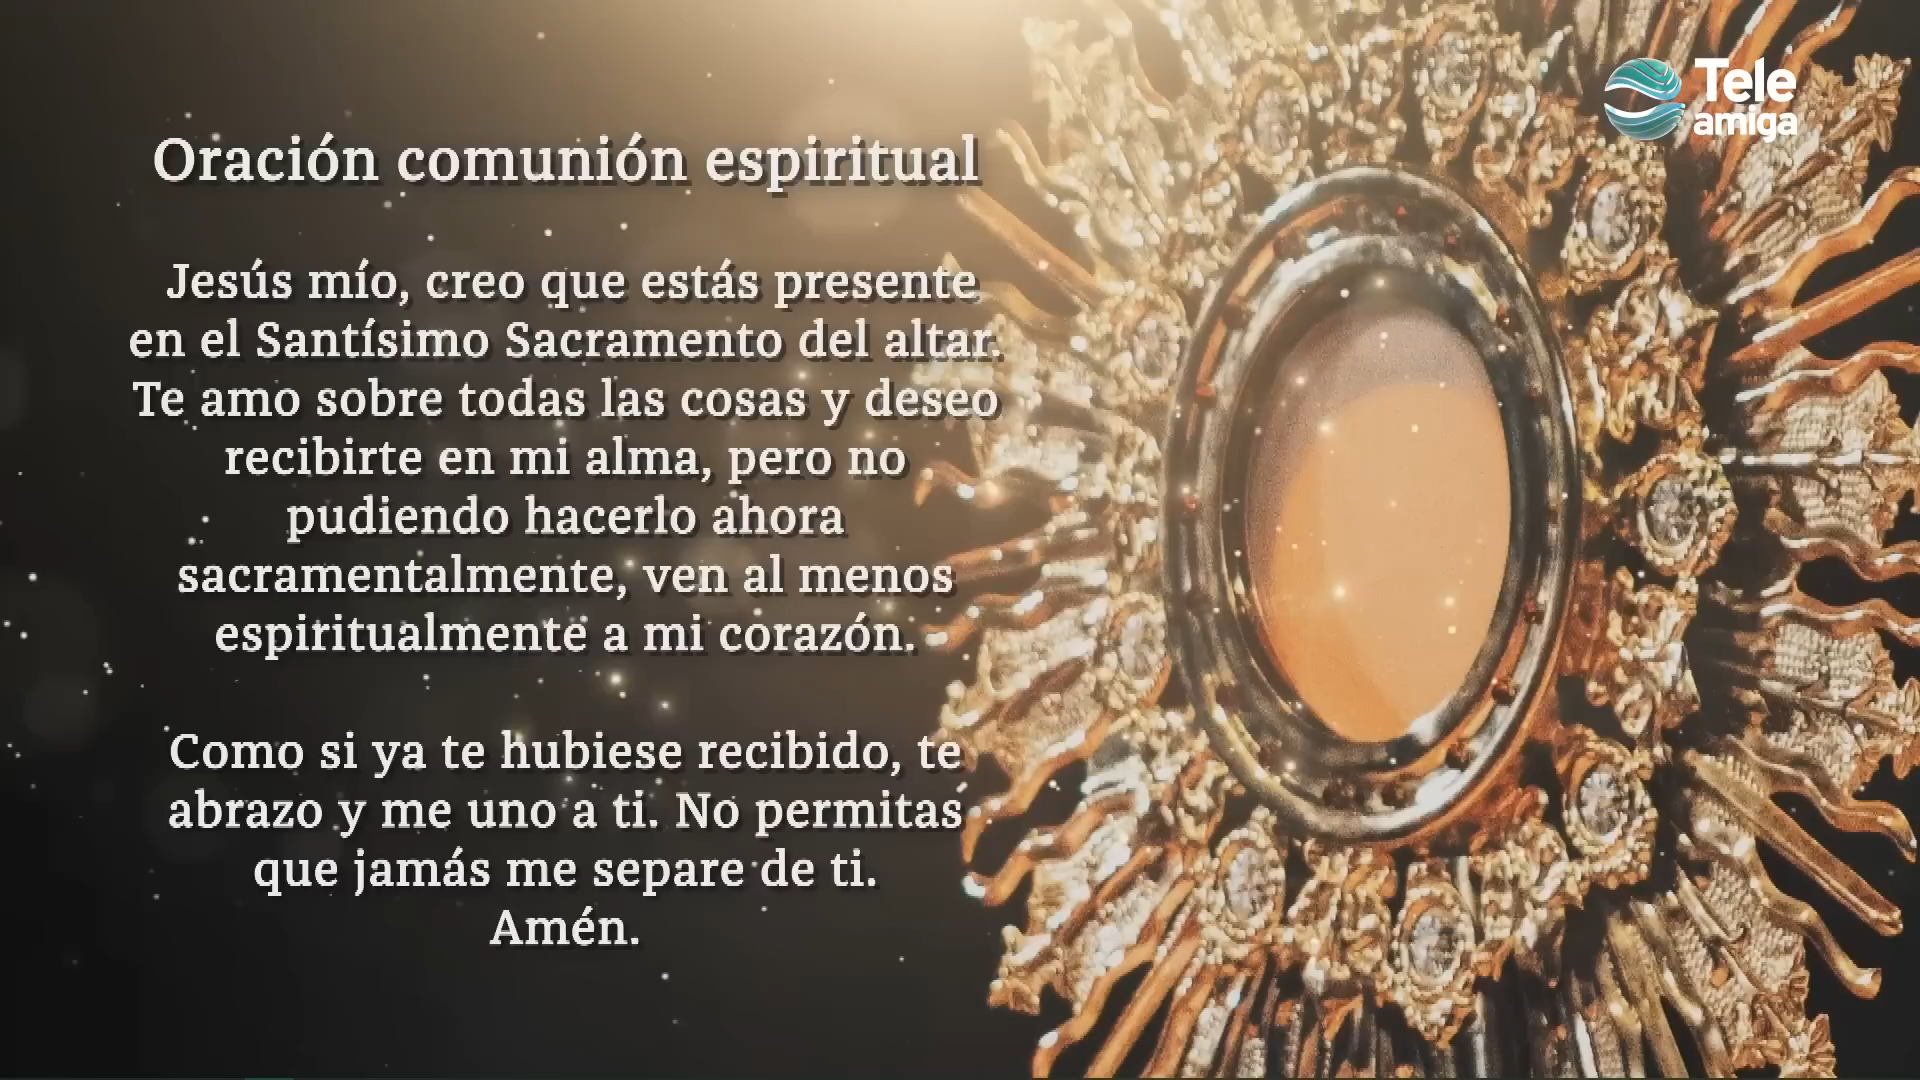 Tele
amiga
Oración comunión espiritual
Jesús mío, creo que estás presente
en el Santísimo Sacramento del altar.
Te amo sobre todas las cosas y deseo
recibirte en mi alma, pero no
pudiendo hacerlo ahora
sacramentalmente, ven al menos
espiritualmente a mi corazón.
Como si ya te hubiese recibido, te
abrazo y me uno a ti. No permitas
que jamás me separe de ti.
Amén.